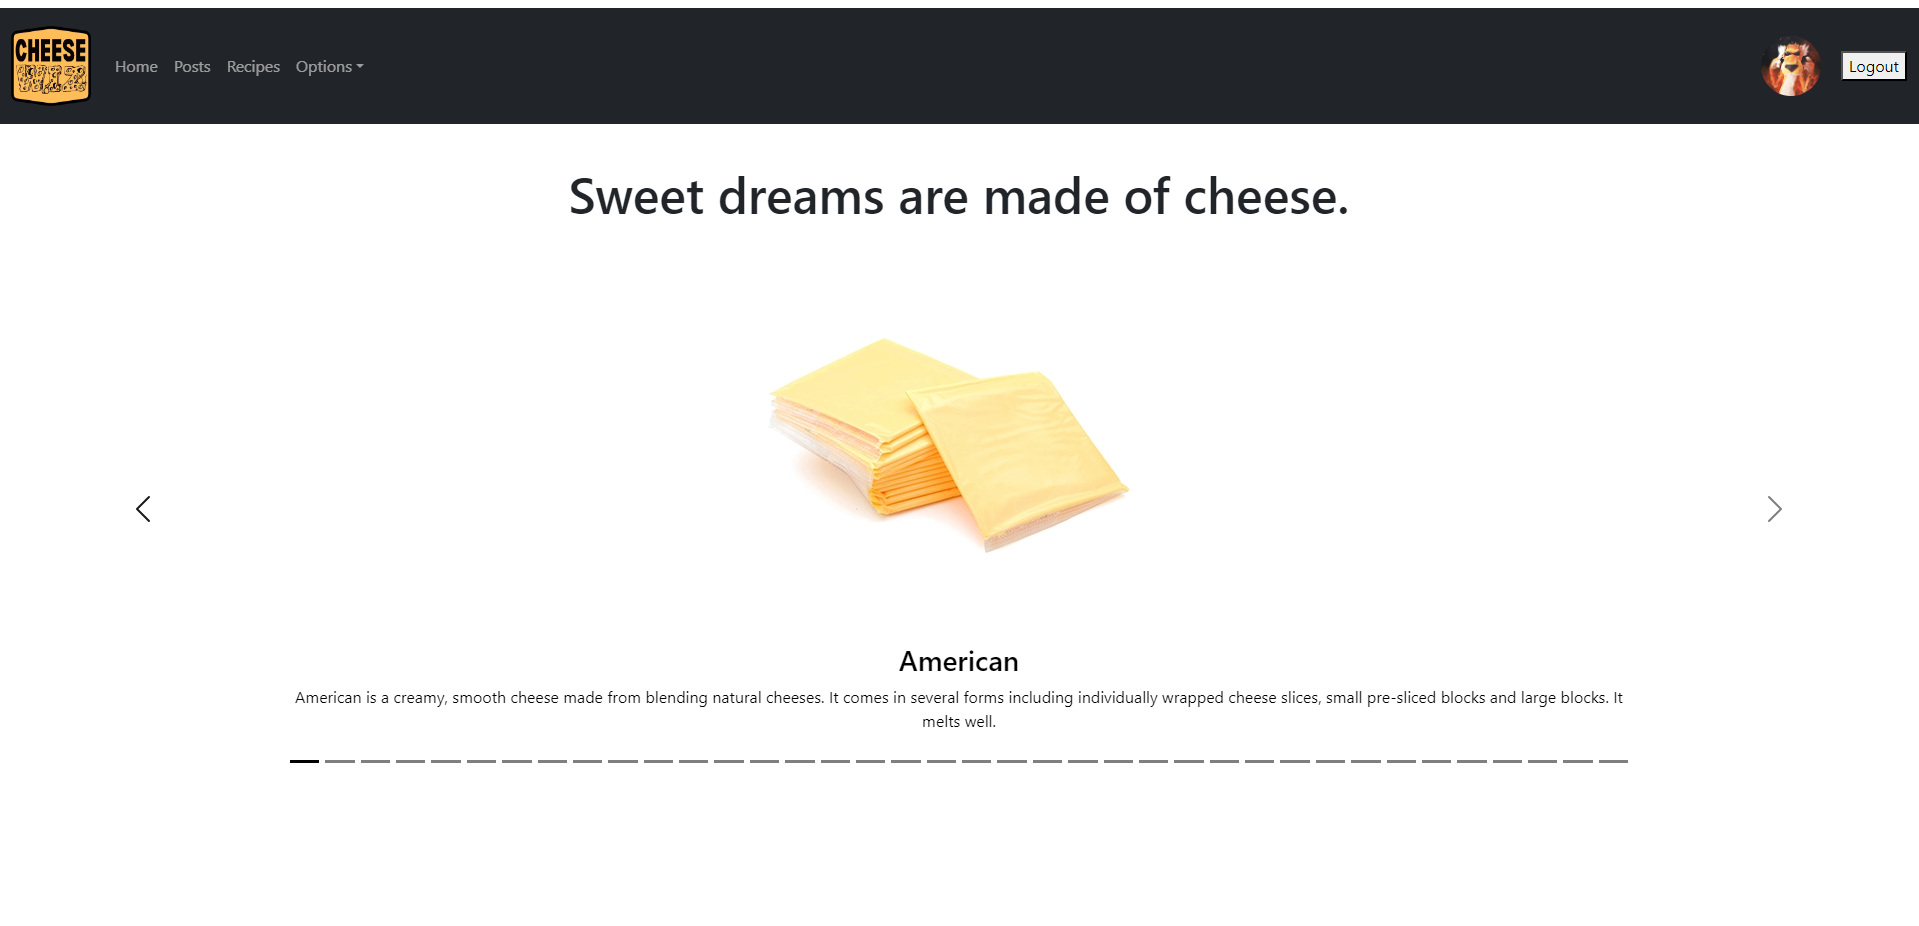 CHEESE
WIZ
Home Posts Recipes Options
Logout
Sweet dreams are made of cheese.
American
American is a creamy, smooth cheese made from blending natural cheeses. It comes in several forms including individually wrapped cheese slices, small pre-sliced blocks and large blocks. It
melts well.